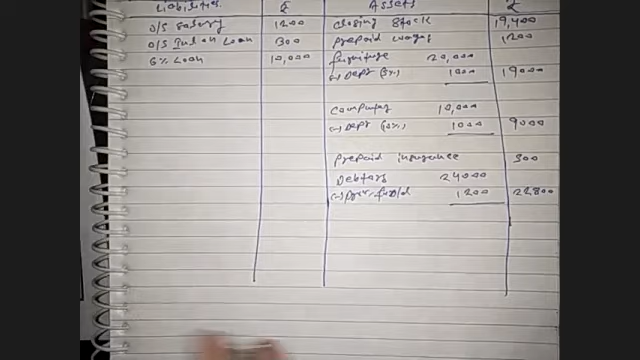 Liabilities ₹ Assets ₹
O/S Salary 1200 Closing Stock 19,400
O/S Int. on Loan 300 Prepaid wages 1200
6% Loan 10,000 furniture 20,000
(-) Dept (5%) 1000 19000
Computer 10,000
(-) Dept (10%) 1000 9000
Prepaid insurance 300
Debtors 24000
(-) 1200 22,800